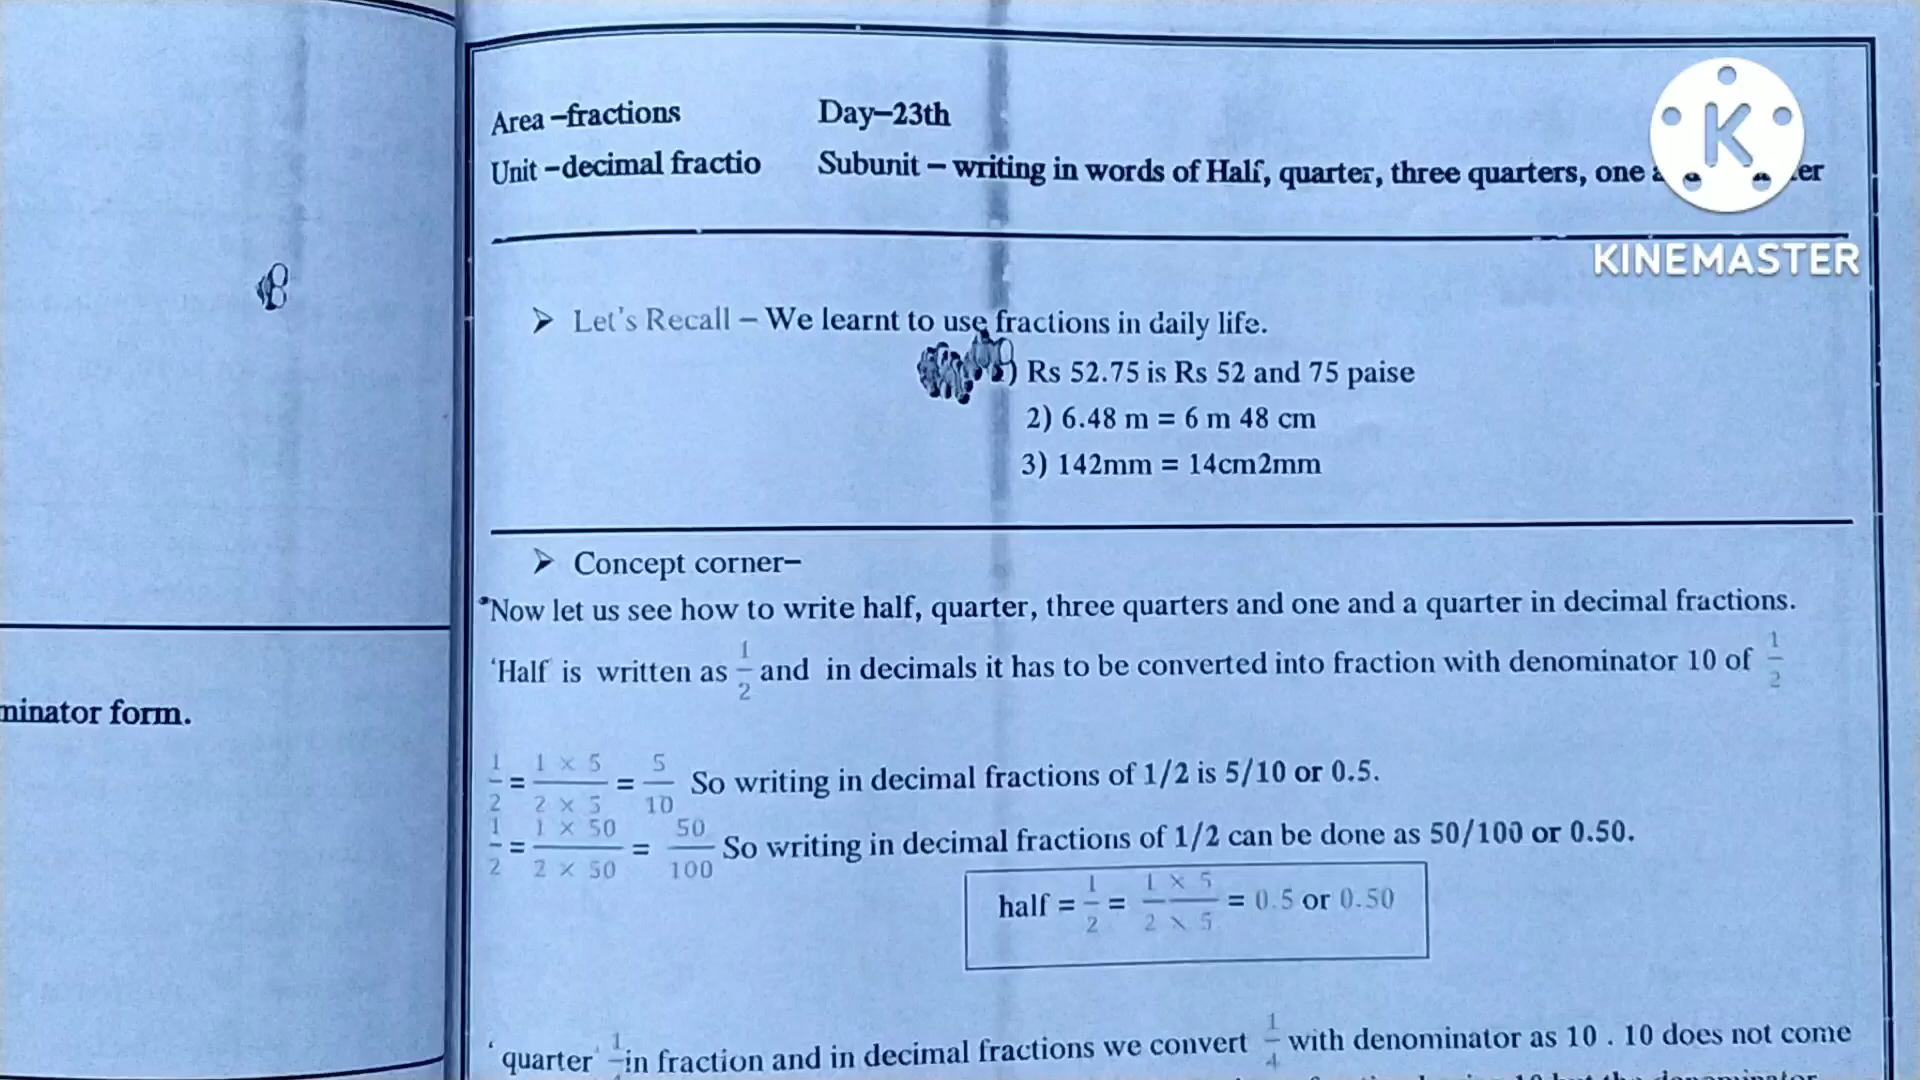 Area –fractions Day–23th
Unit –decimal fractio Subunit – writing in words of Half, quarter, three quarters, one
KINEMASTER
➢ Let's Recall – We learnt to use fractions in daily life.
) Rs 52.75 is Rs 52 and 75 paise
2) 6.48 m = 6 m 48 cm
3) 142mm = 14cm2mm
➢ Concept corner–
Now let us see how to write half, quarter, three quarters and one and a quarter in decimal fractions.
'Half is written as 1/2 and in decimals it has to be converted into fraction with denominator 10 of 1/2
minator form.
1/2 = 1 × 5 / 2 × 5 = 5/10 So writing in decimal fractions of 1/2 is 5/10 or 0.5.
1/2 = 1 × 50 / 2 × 50 = 50/100 So writing in decimal fractions of 1/2 can be done as 50/100 or 0.50.
half = 1/2 = 1 × 5 / 2 × 5 = 0.5 or 0.50
'quarter' 1/4 in fraction and in decimal fractions we convert 1/4 with denominator as 10 . 10 does not come